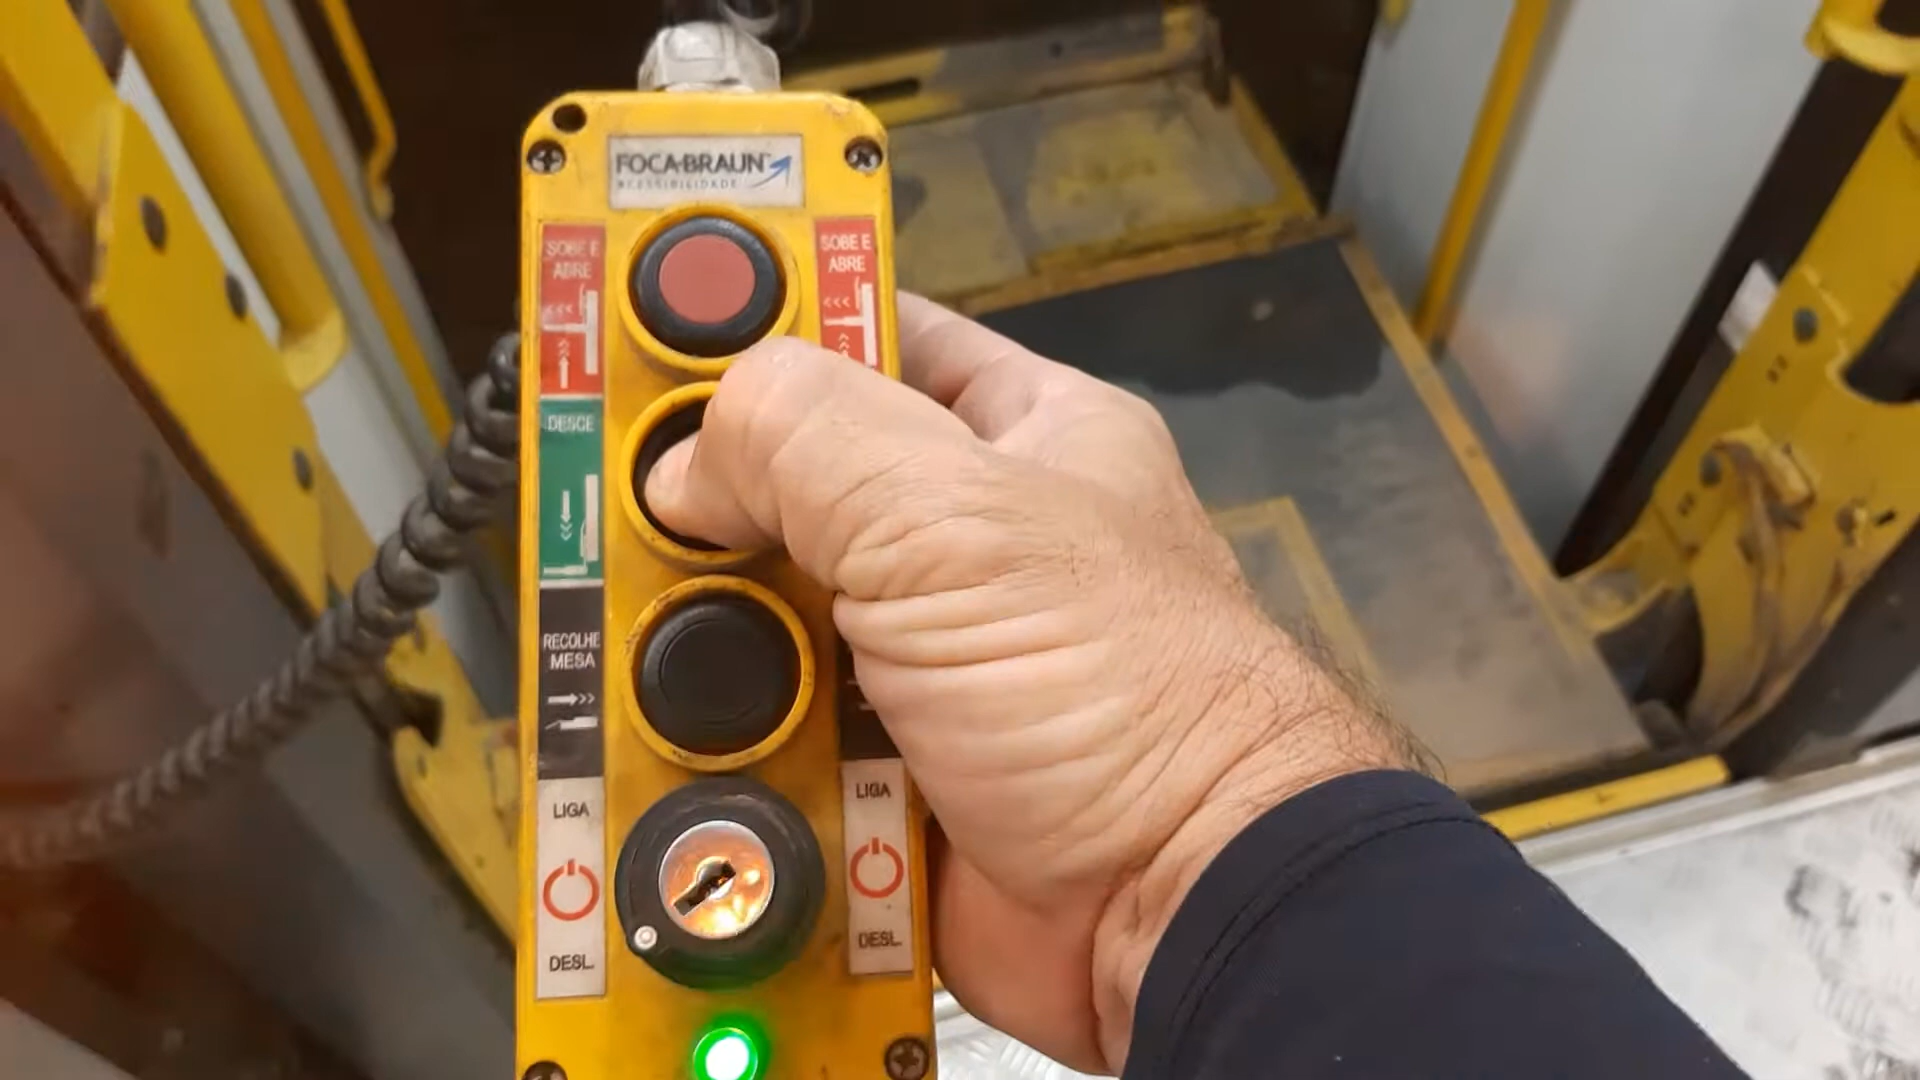 FOCA-BRAUN
ACESSIBILIDADE
SOBE E
ABRE
SOBE E
ABRE
DESCE
RECOLHE
MESA
LIGA
DESL.
LIGA
DESL.